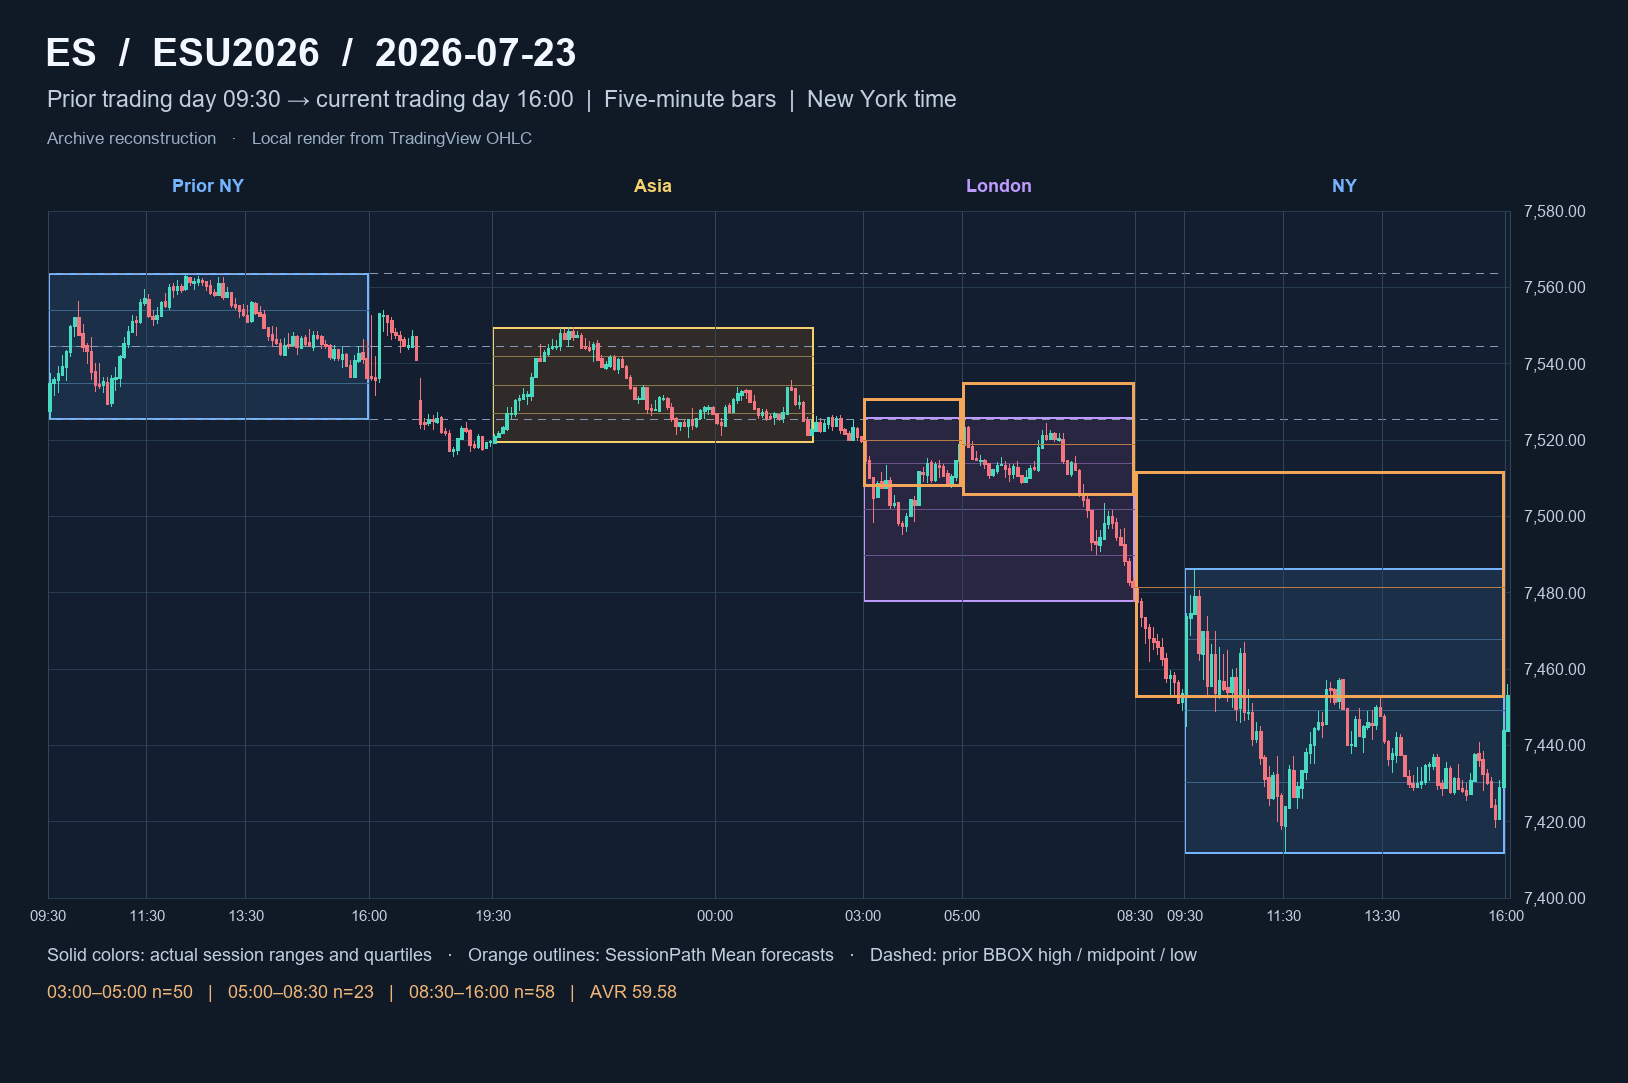 ES / ESU2026 / 2026-07-23
Prior trading day 09:30 → current trading day 16:00 | Five-minute bars | New York time
Archive reconstruction · Local render from TradingView OHLC
Prior NY Asia London NY
7,580.00
7,560.00
7,540.00
7,520.00
7,500.00
7,480.00
7,460.00
7,440.00
7,420.00
7,400.00
09:30 11:30 13:30 16:00 19:30 00:00 03:00 05:00 08:30 09:30 11:30 13:30 16:00
Solid colors: actual session ranges and quartiles · Orange outlines: SessionPath Mean forecasts · Dashed: prior BBOX high / midpoint / low
03:00–05:00 n=50 | 05:00–08:30 n=23 | 08:30–16:00 n=58 | AVR 59.58